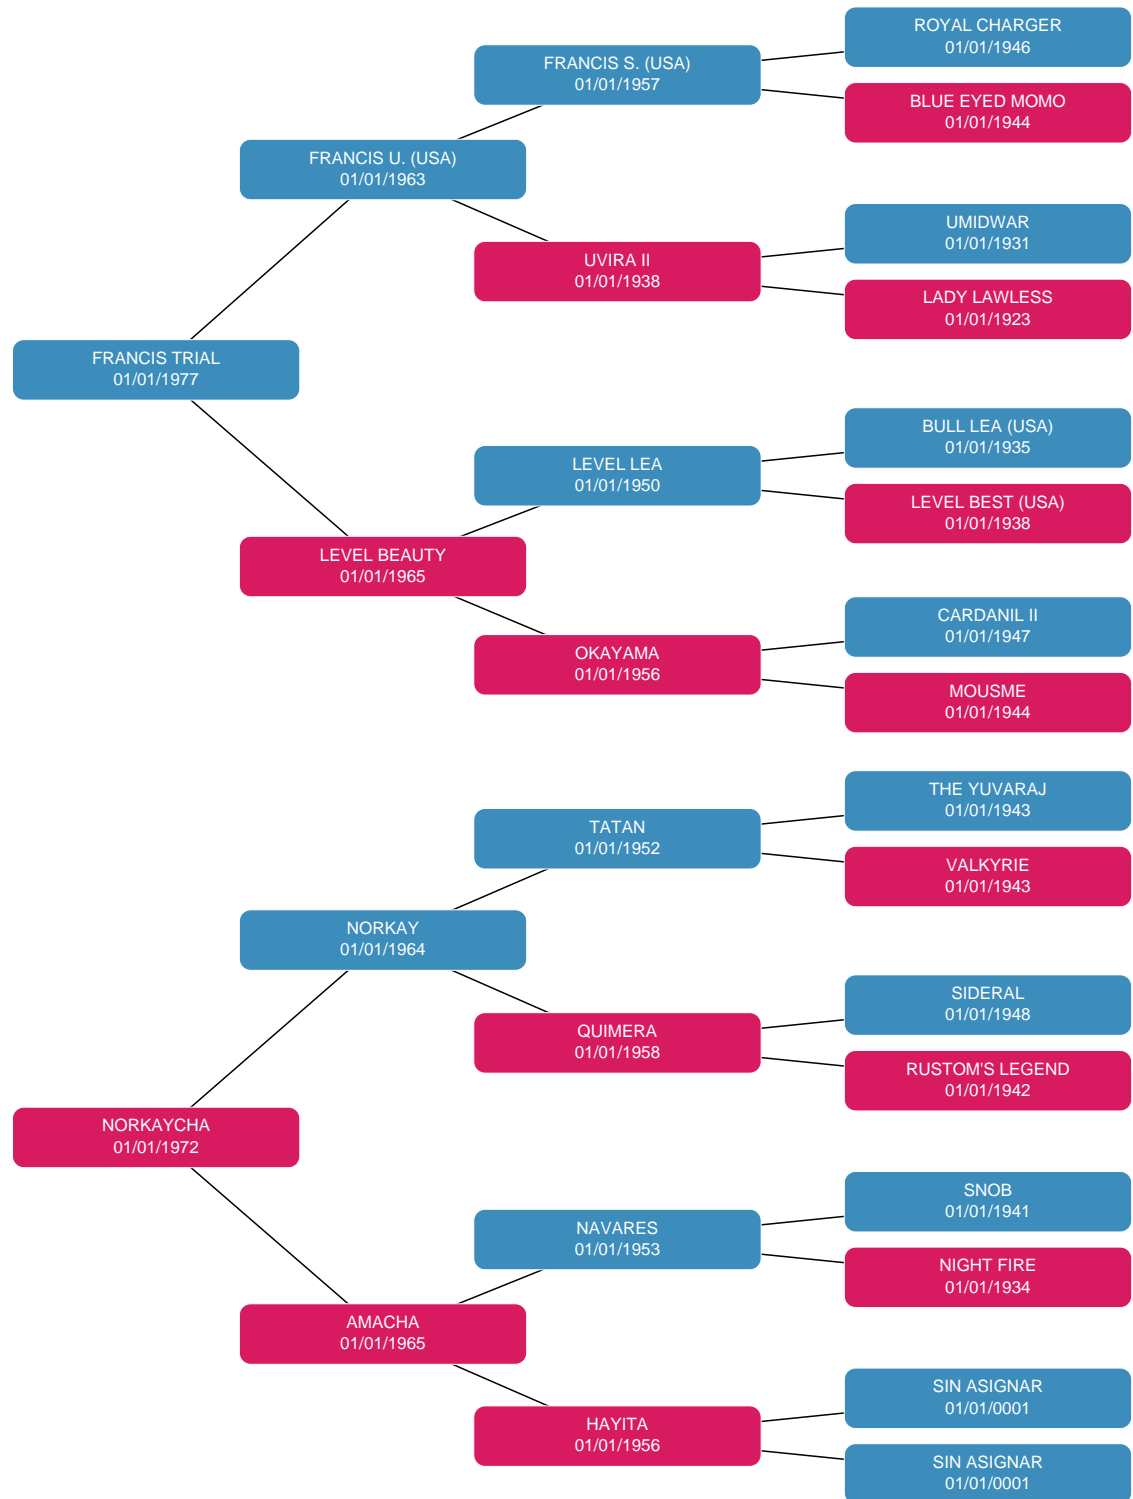 ROYAL CHARGER
01/01/1946
FRANCIS S. (USA)
01/01/1957
BLUE EYED MOMO
01/01/1944
FRANCIS U. (USA)
01/01/1963
UMIDWAR
01/01/1931
UVIRA II
01/01/1938
LADY LAWLESS
01/01/1923
FRANCIS TRIAL
01/01/1977
BULL LEA (USA)
01/01/1935
LEVEL LEA
01/01/1950
LEVEL BEST (USA)
01/01/1938
LEVEL BEAUTY
01/01/1965
CARDANIL II
01/01/1947
OKAYAMA
01/01/1956
MOUSME
01/01/1944
THE YUVARAJ
01/01/1943
TATAN
01/01/1952
VALKYRIE
01/01/1943
NORKAY
01/01/1964
SIDERAL
01/01/1948
QUIMERA
01/01/1958
RUSTOM'S LEGEND
01/01/1942
NORKAYCHA
01/01/1972
SNOB
01/01/1941
NAVARES
01/01/1953
NIGHT FIRE
01/01/1934
AMACHA
01/01/1965
SIN ASIGNAR
01/01/0001
HAYITA
01/01/1956
SIN ASIGNAR
01/01/0001